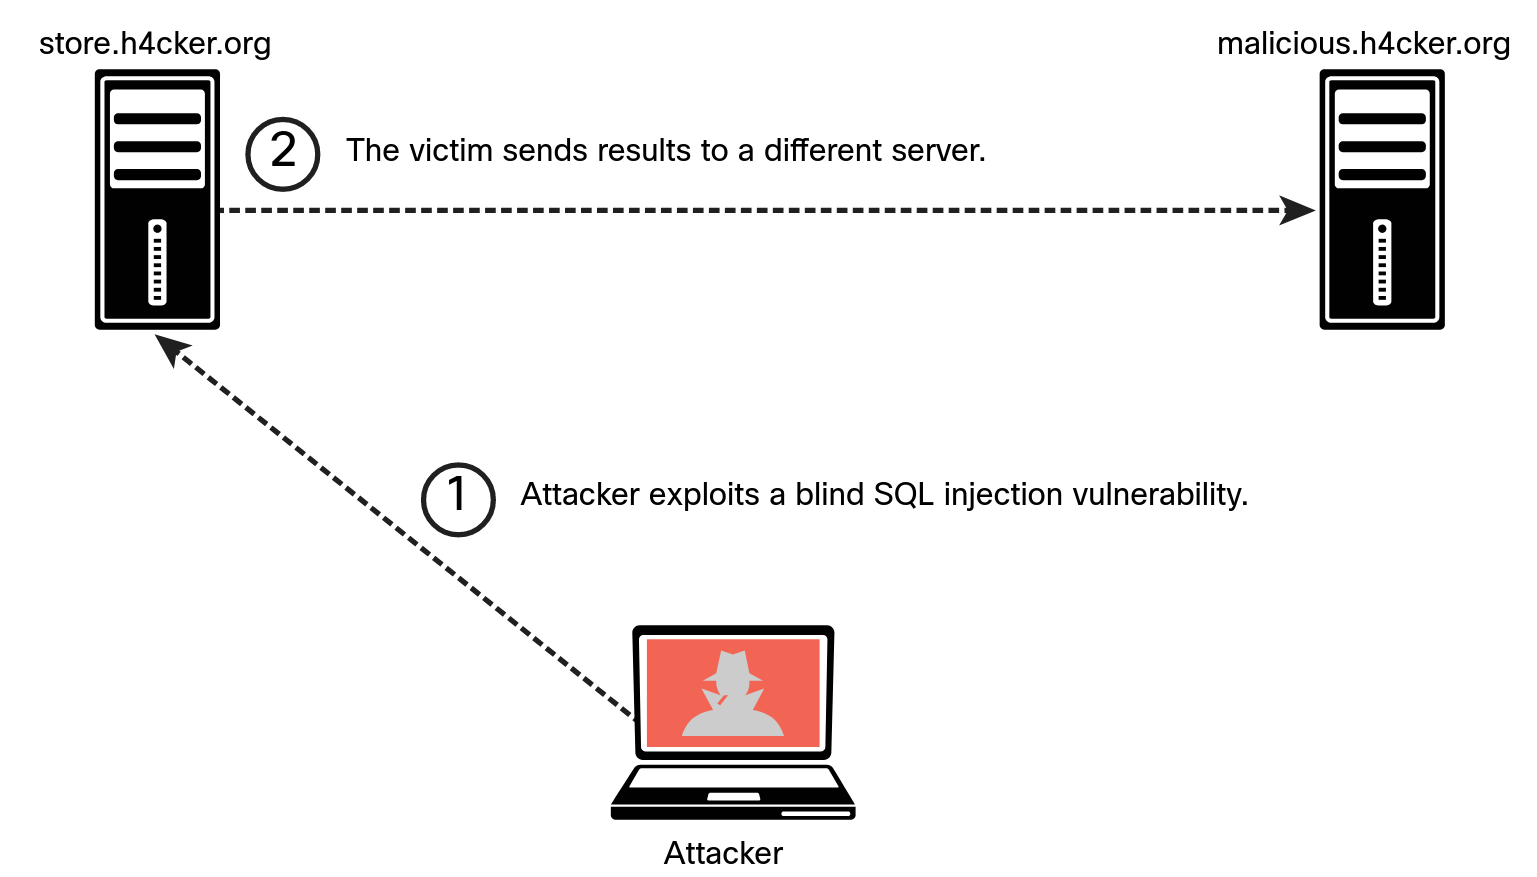 store.h4cker.org
malicious.h4cker.org
2
The victim sends results to a different server.
1
Attacker exploits a blind SQL injection vulnerability.
Attacker